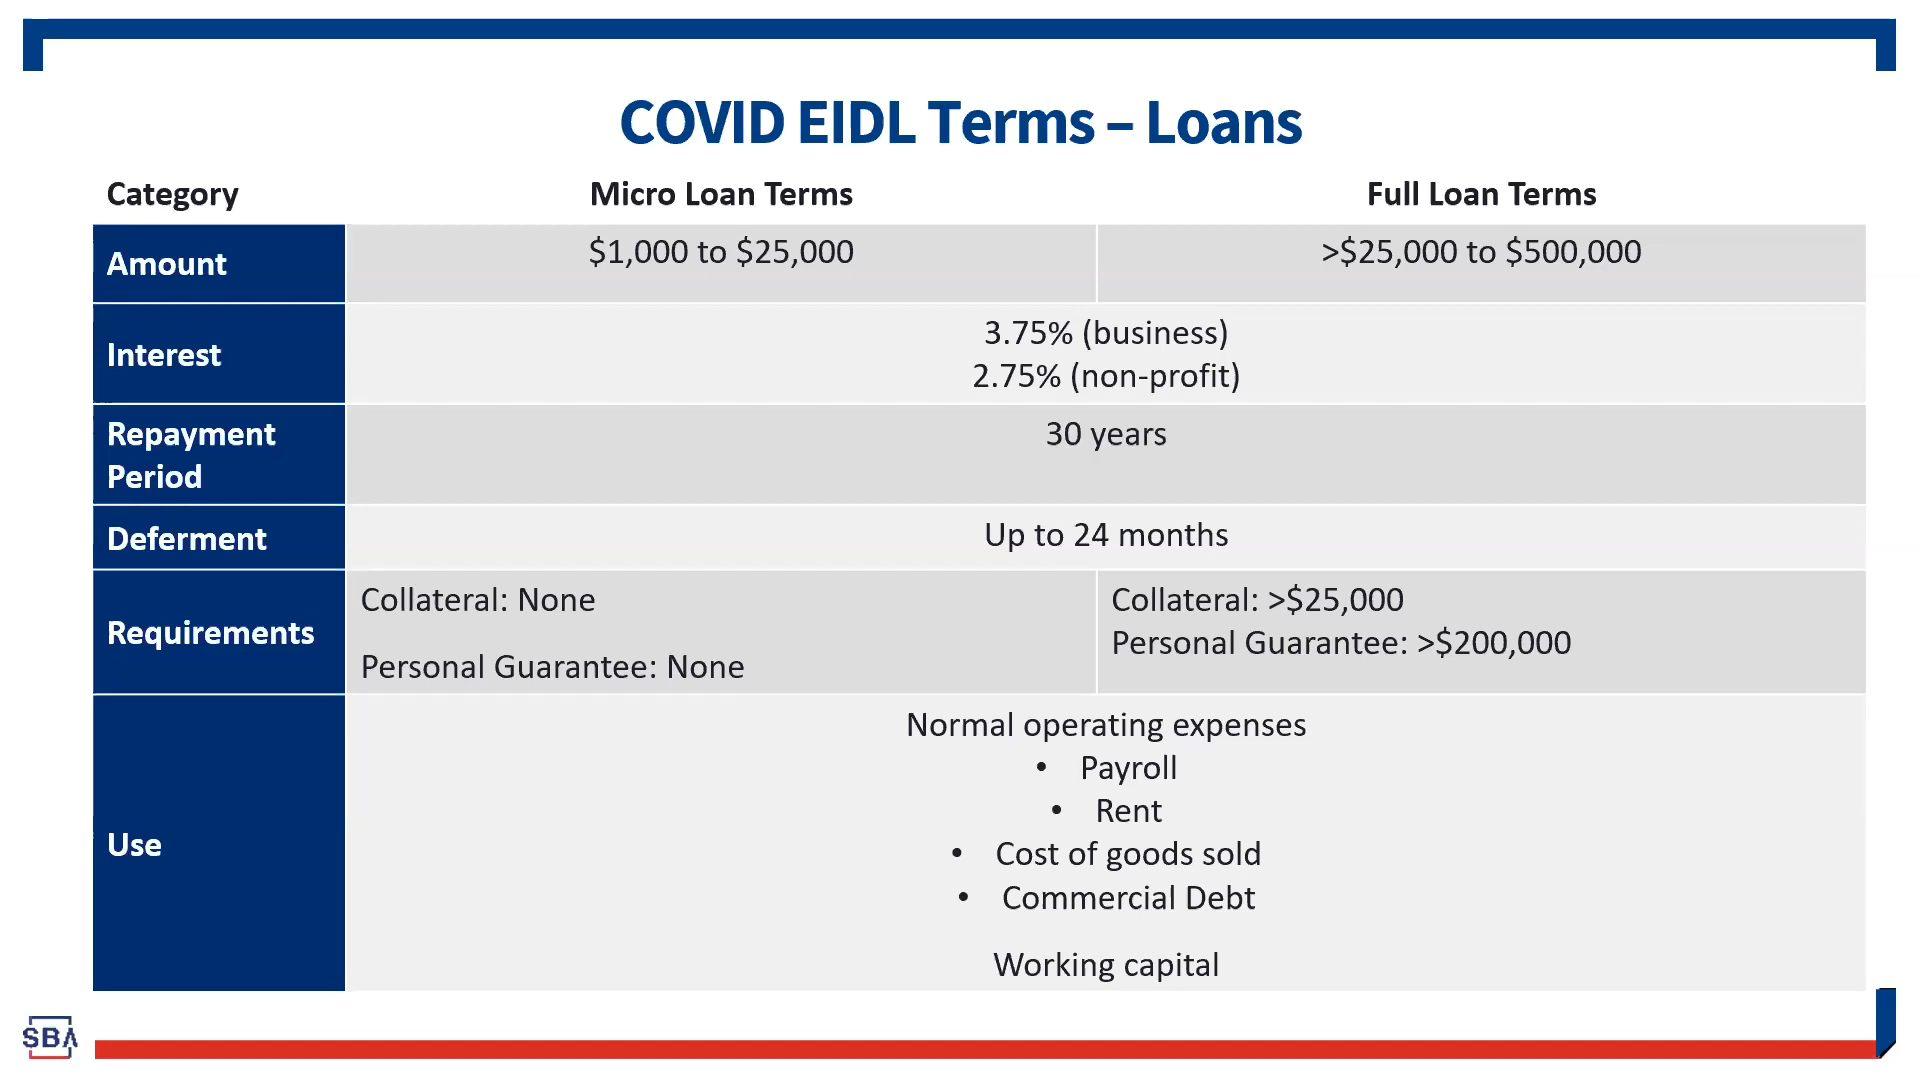 COVID EIDL Terms – Loans
Category Micro Loan Terms Full Loan Terms
Amount $1,000 to $25,000 >$25,000 to $500,000
Interest 3.75% (business)
2.75% (non-profit)
Repayment Period 30 years
Deferment Up to 24 months
Requirements Collateral: None
Personal Guarantee: None
Collateral: >$25,000
Personal Guarantee: >$200,000
Use
Normal operating expenses
• Payroll
• Rent
• Cost of goods sold
• Commercial Debt
Working capital
SBA